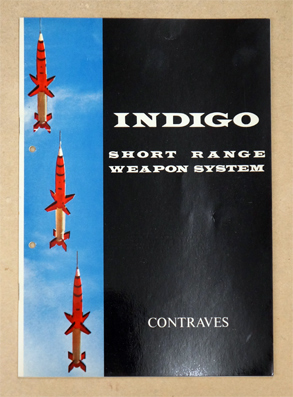 INDIGO
SHORT RANGE
WEAPON SYSTEM
CONTRAVES